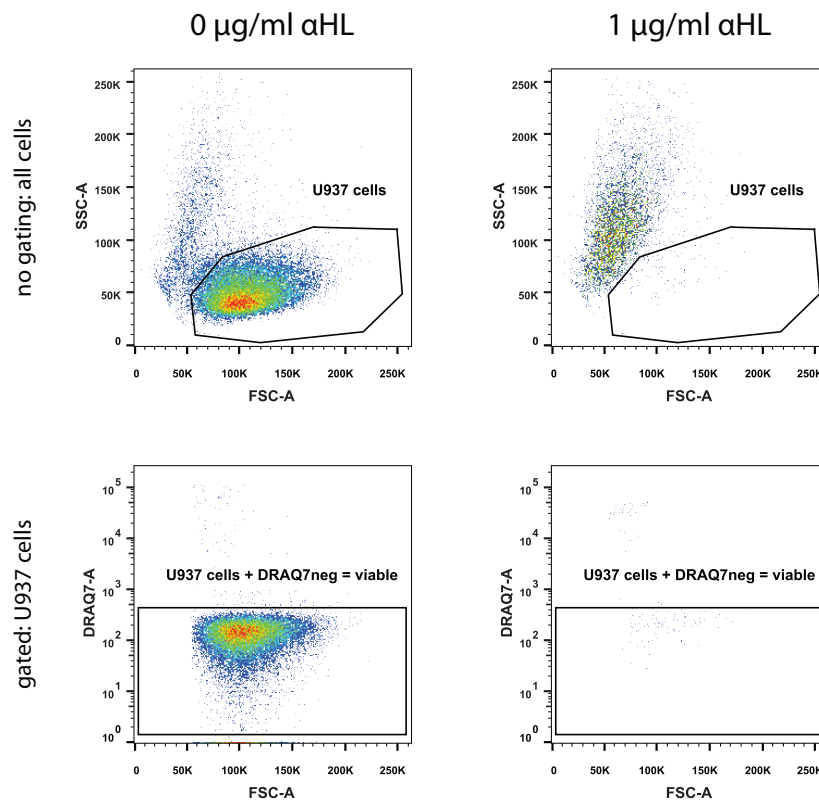 0 µg/ml αHL
1 µg/ml αHL
no gating: all cells
SSC-A
250K
200K
150K
100K
50K
0
U937 cells
0 50K 100K 150K 200K 250K
FSC-A
SSC-A
250K
200K
150K
100K
50K
0
U937 cells
0 50K 100K 150K 200K 250K
FSC-A
gated: U937 cells
DRAQ7-A
10^5
10^4
10^3
10^2
10^1
10^0
U937 cells + DRAQ7neg = viable
0 50K 100K 150K 200K 250K
FSC-A
DRAQ7-A
10^5
10^4
10^3
10^2
10^1
10^0
U937 cells + DRAQ7neg = viable
0 50K 100K 150K 200K 250K
FSC-A